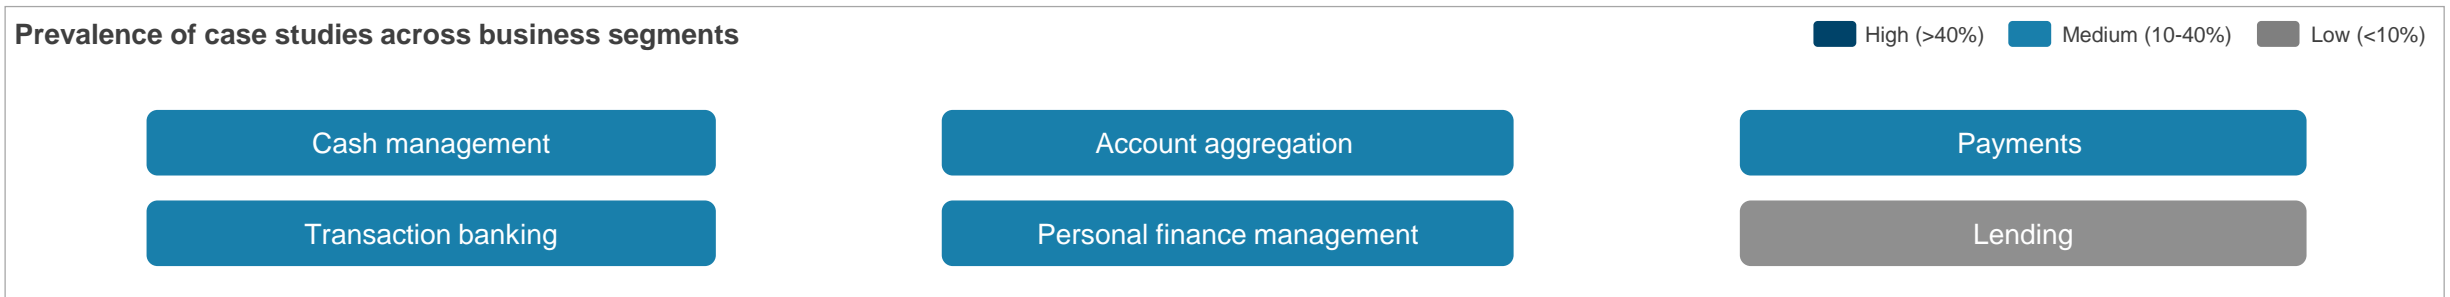 Prevalence of case studies across business segments
High (>40%) Medium (10-40%) Low (<10%)
Cash management
Account aggregation
Payments
Transaction banking
Personal finance management
Lending